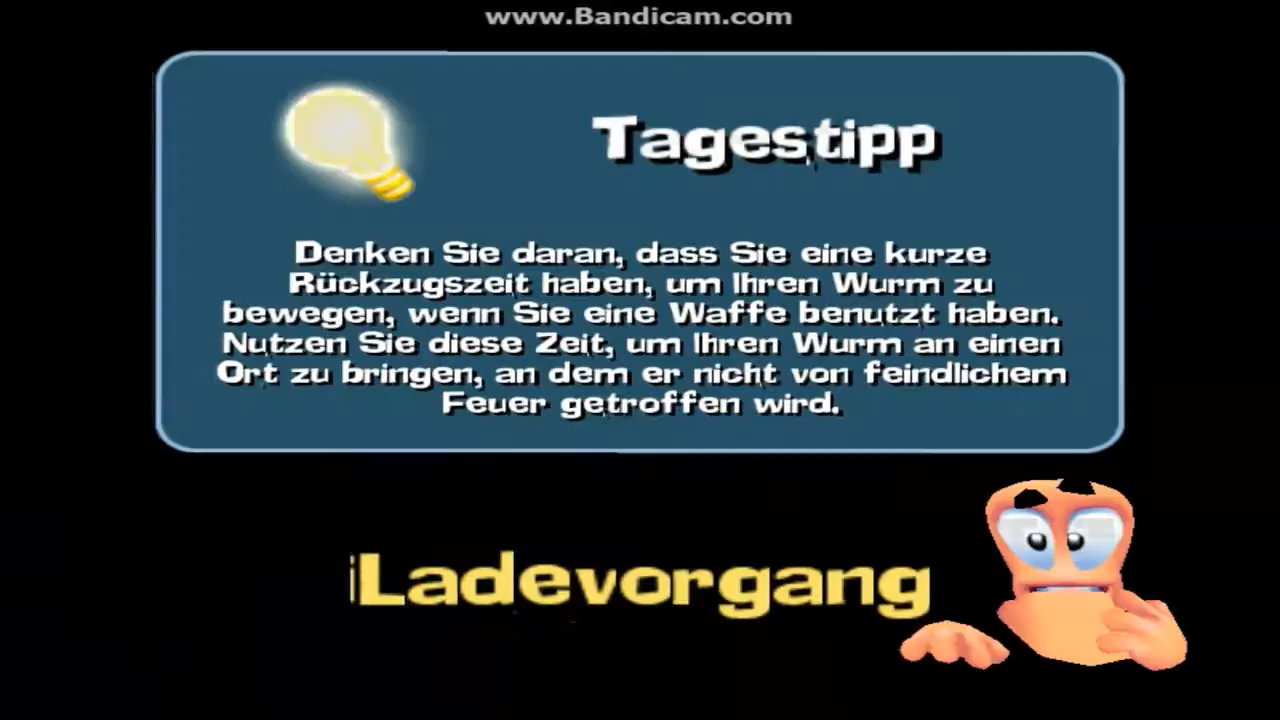 www.Bandicam.com
Tagestipp
Denken Sie daran, dass Sie eine kurze
Rückzugszeit haben, um Ihren Wurm zu
bewegen, wenn Sie eine Waffe benutzt haben.
Nutzen Sie diese Zeit, um Ihren Wurm an einen
Ort zu bringen, an dem er nicht von feindlichem
Feuer getroffen wird.
Ladevorgang